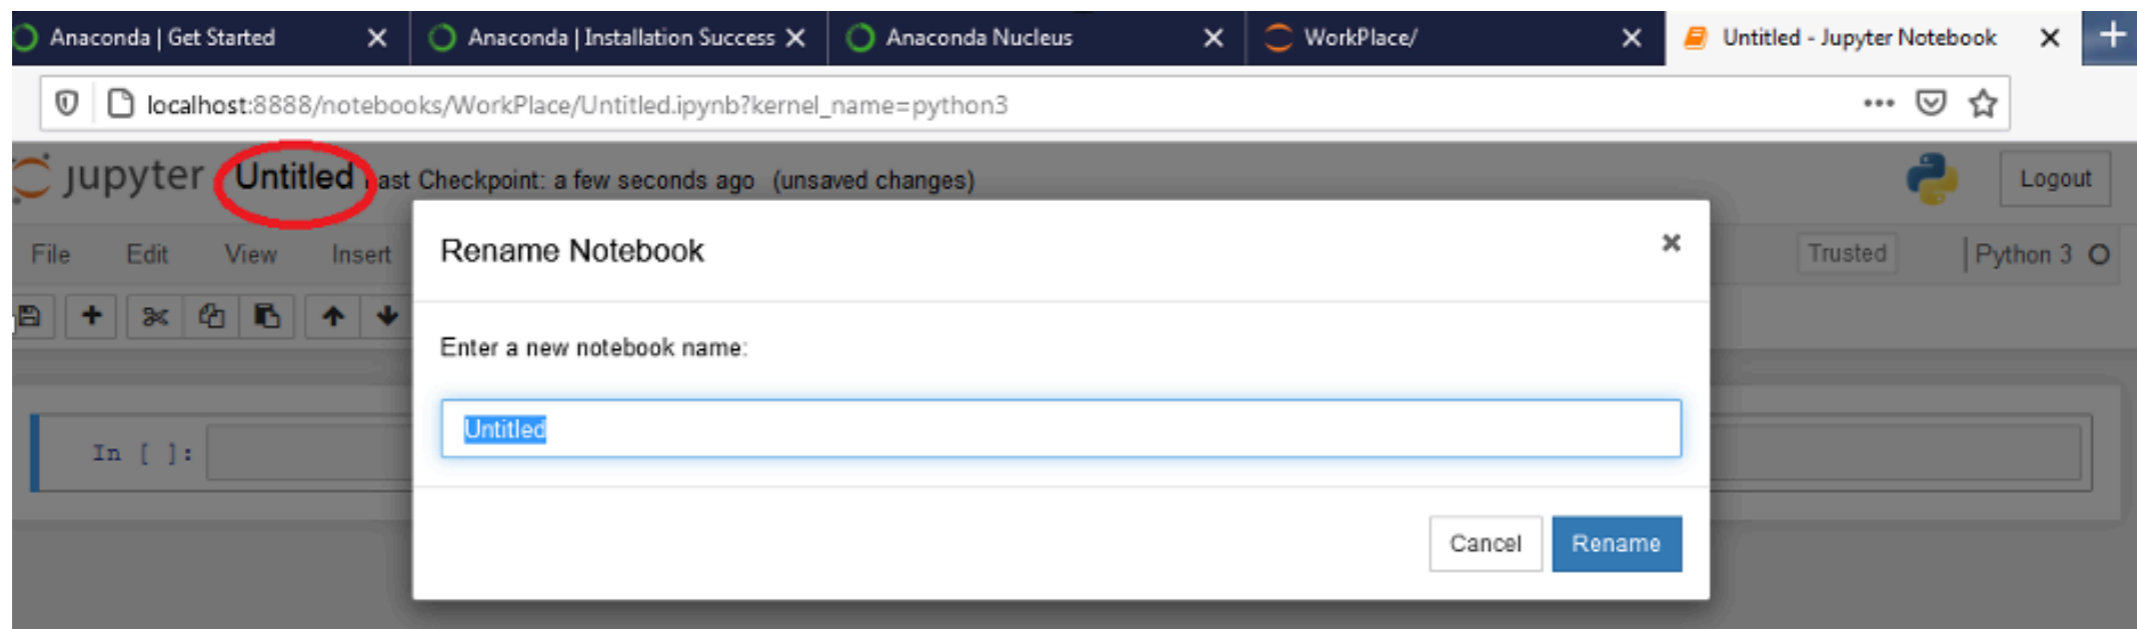 Anaconda | Get Started Anaconda | Installation Success Anaconda Nucleus WorkPlace/ Untitled - Jupyter Notebook
localhost:8888/notebooks/WorkPlace/Untitled.ipynb?kernel_name=python3
jupyter Untitled ast Checkpoint: a few seconds ago (unsaved changes) Logout
File Edit View Insert Trusted Python 3
Rename Notebook
Enter a new notebook name:
Untitled
In [ ]:
Cancel Rename